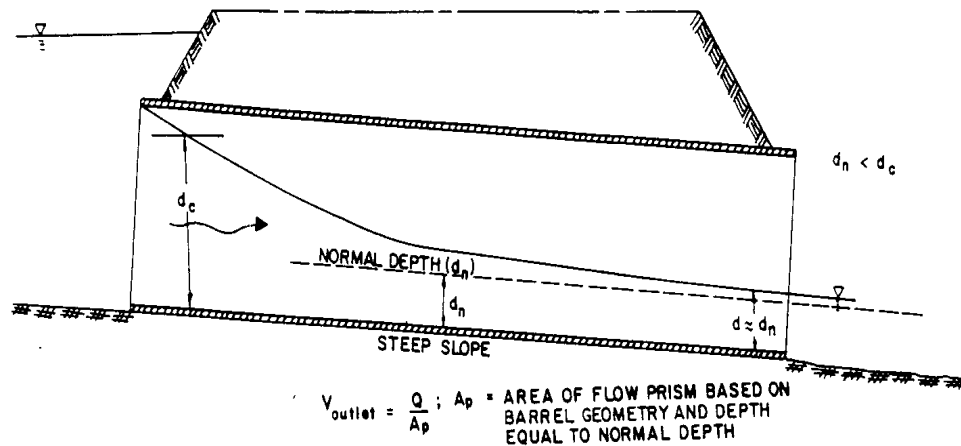 d_n < d_c
d_c
NORMAL DEPTH (d_n)
d_n
d ≈ d_n
STEEP SLOPE
V_outlet = Q / A_p ; A_p = AREA OF FLOW PRISM BASED ON
BARREL GEOMETRY AND DEPTH
EQUAL TO NORMAL DEPTH